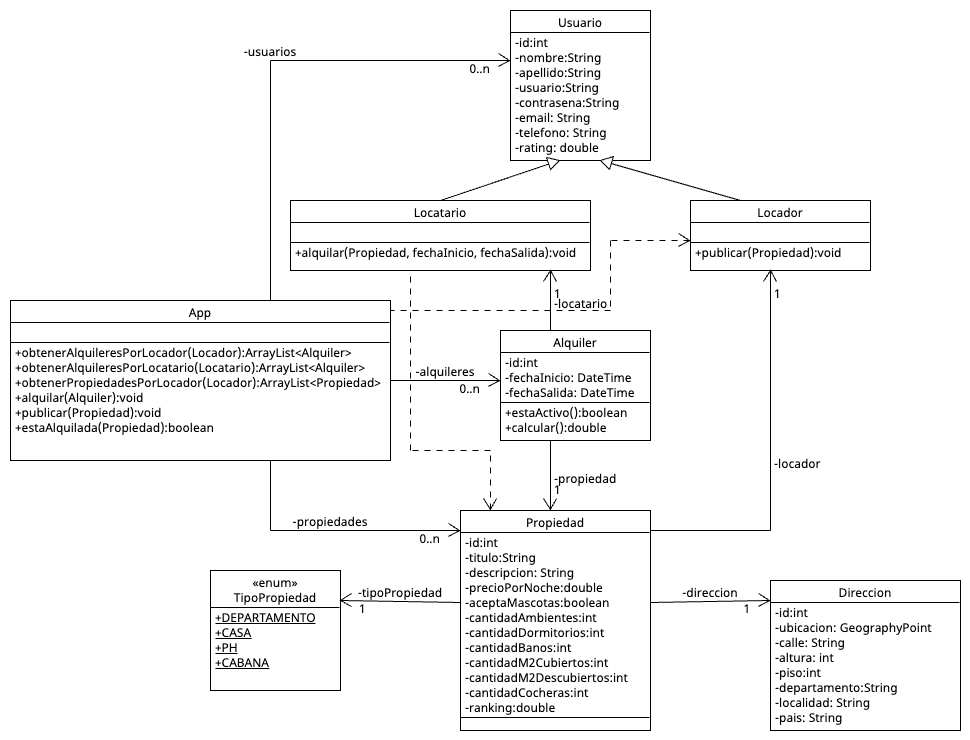 Usuario
-id:int
-nombre:String
-apellido:String
-usuario:String
-contrasena:String
-email: String
-telefono: String
-rating: double
-usuarios
0..n
Locatario
+alquilar(Propiedad, fechaInicio, fechaSalida):void
Locador
+publicar(Propiedad):void
1
-locatario
1
App
+obtenerAlquileresPorLocador(Locador):ArrayList<Alquiler>
+obtenerAlquileresPorLocatario(Locatario):ArrayList<Alquiler>
+obtenerPropiedadesPorLocador(Locador):ArrayList<Propiedad>
+alquilar(Alquiler):void
+publicar(Propiedad):void
+estaAlquilada(Propiedad):boolean
-alquileres
0..n
Alquiler
-id:int
-fechaInicio: DateTime
-fechaSalida: DateTime
+estaActivo():boolean
+calcular():double
-locador
-propiedad
1
-propiedades
0..n
Propiedad
-id:int
-titulo:String
-descripcion: String
-precioPorNoche:double
-aceptaMascotas:boolean
-cantidadAmbientes:int
-cantidadDormitorios:int
-cantidadBanos:int
-cantidadM2Cubiertos:int
-cantidadM2Descubiertos:int
-cantidadCocheras:int
-ranking:double
«enum»
TipoPropiedad
+DEPARTAMENTO
+CASA
+PH
+CABANA
-tipoPropiedad
1
-direccion
1
Direccion
-id:int
-ubicacion: GeographyPoint
-calle: String
-altura: int
-piso:int
-departamento:String
-localidad: String
-pais: String